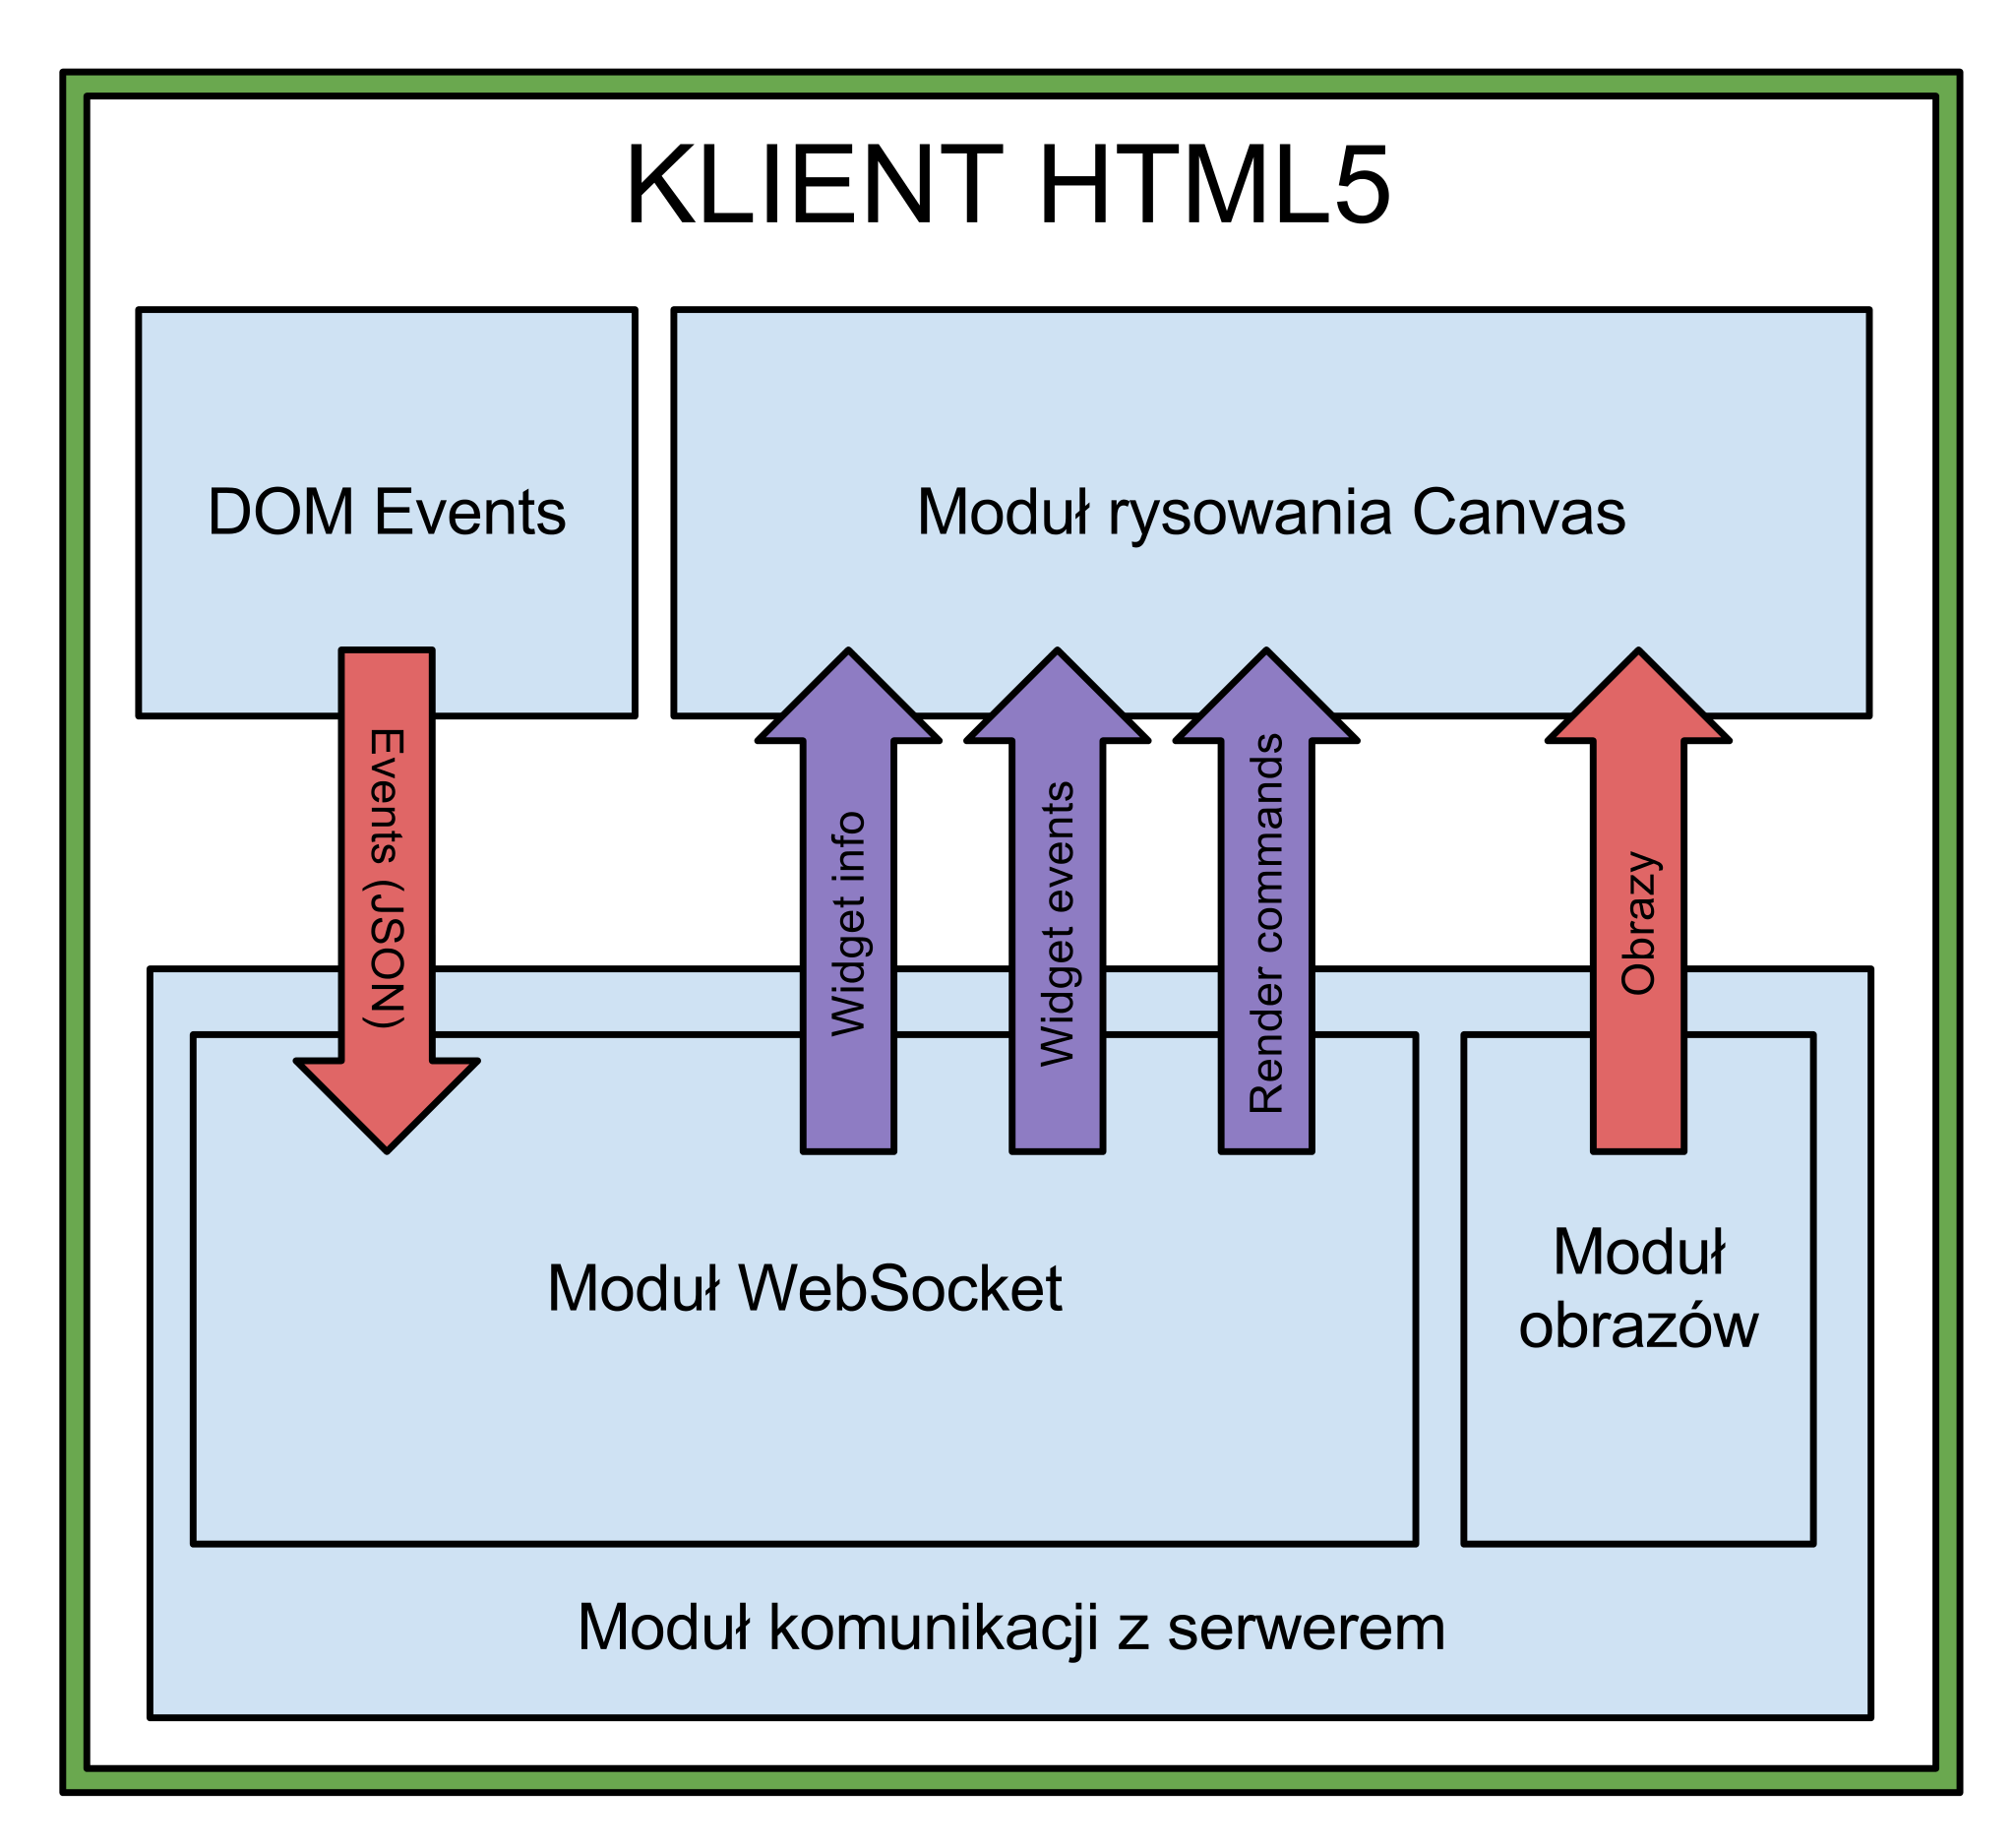 KLIENT HTML5
DOM Events
Moduł rysowania Canvas
Events (JSON)
Widget info
Widget events
Render commands
Obrazy
Moduł WebSocket
Moduł
obrazów
Moduł komunikacji z serwerem